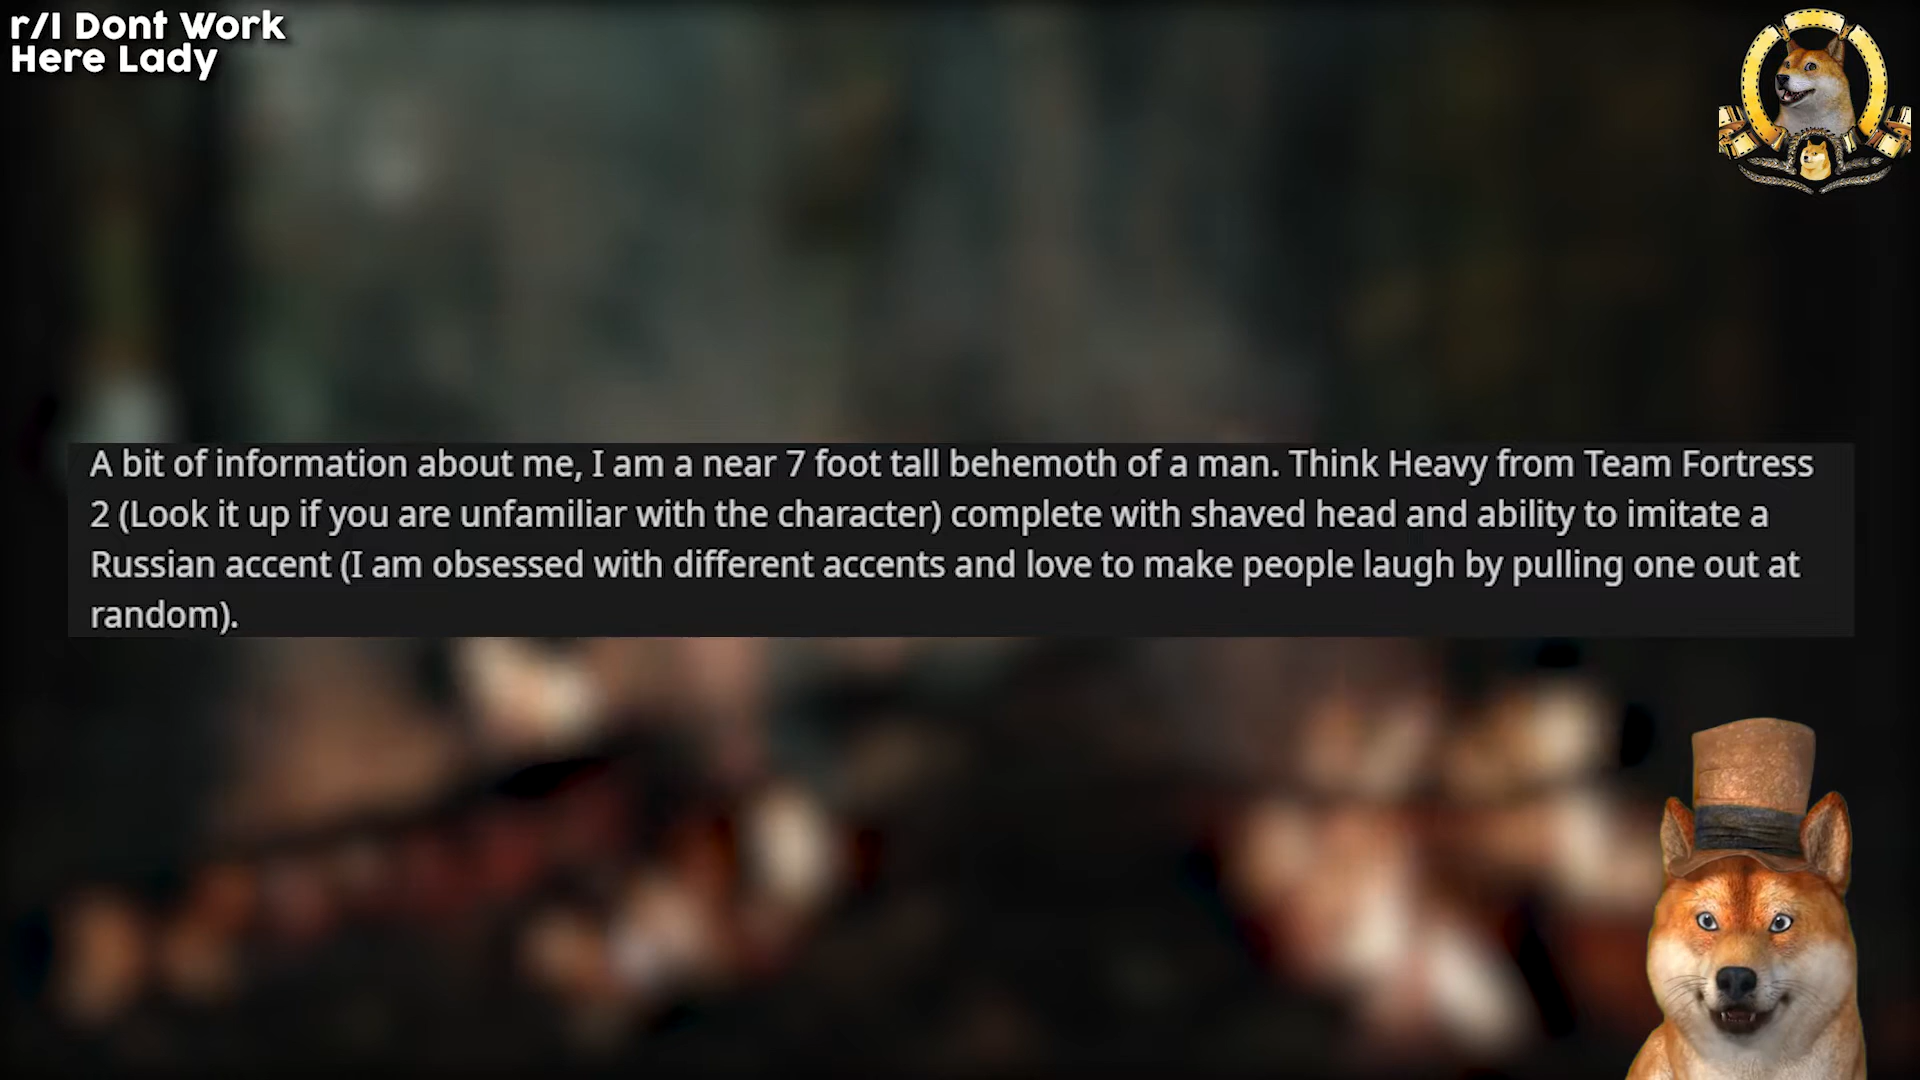 r/I Dont Work
Here Lady
A bit of information about me, I am a near 7 foot tall behemoth of a man. Think Heavy from Team Fortress
2 (Look it up if you are unfamiliar with the character) complete with shaved head and ability to imitate a
Russian accent (I am obsessed with different accents and love to make people laugh by pulling one out at
random).